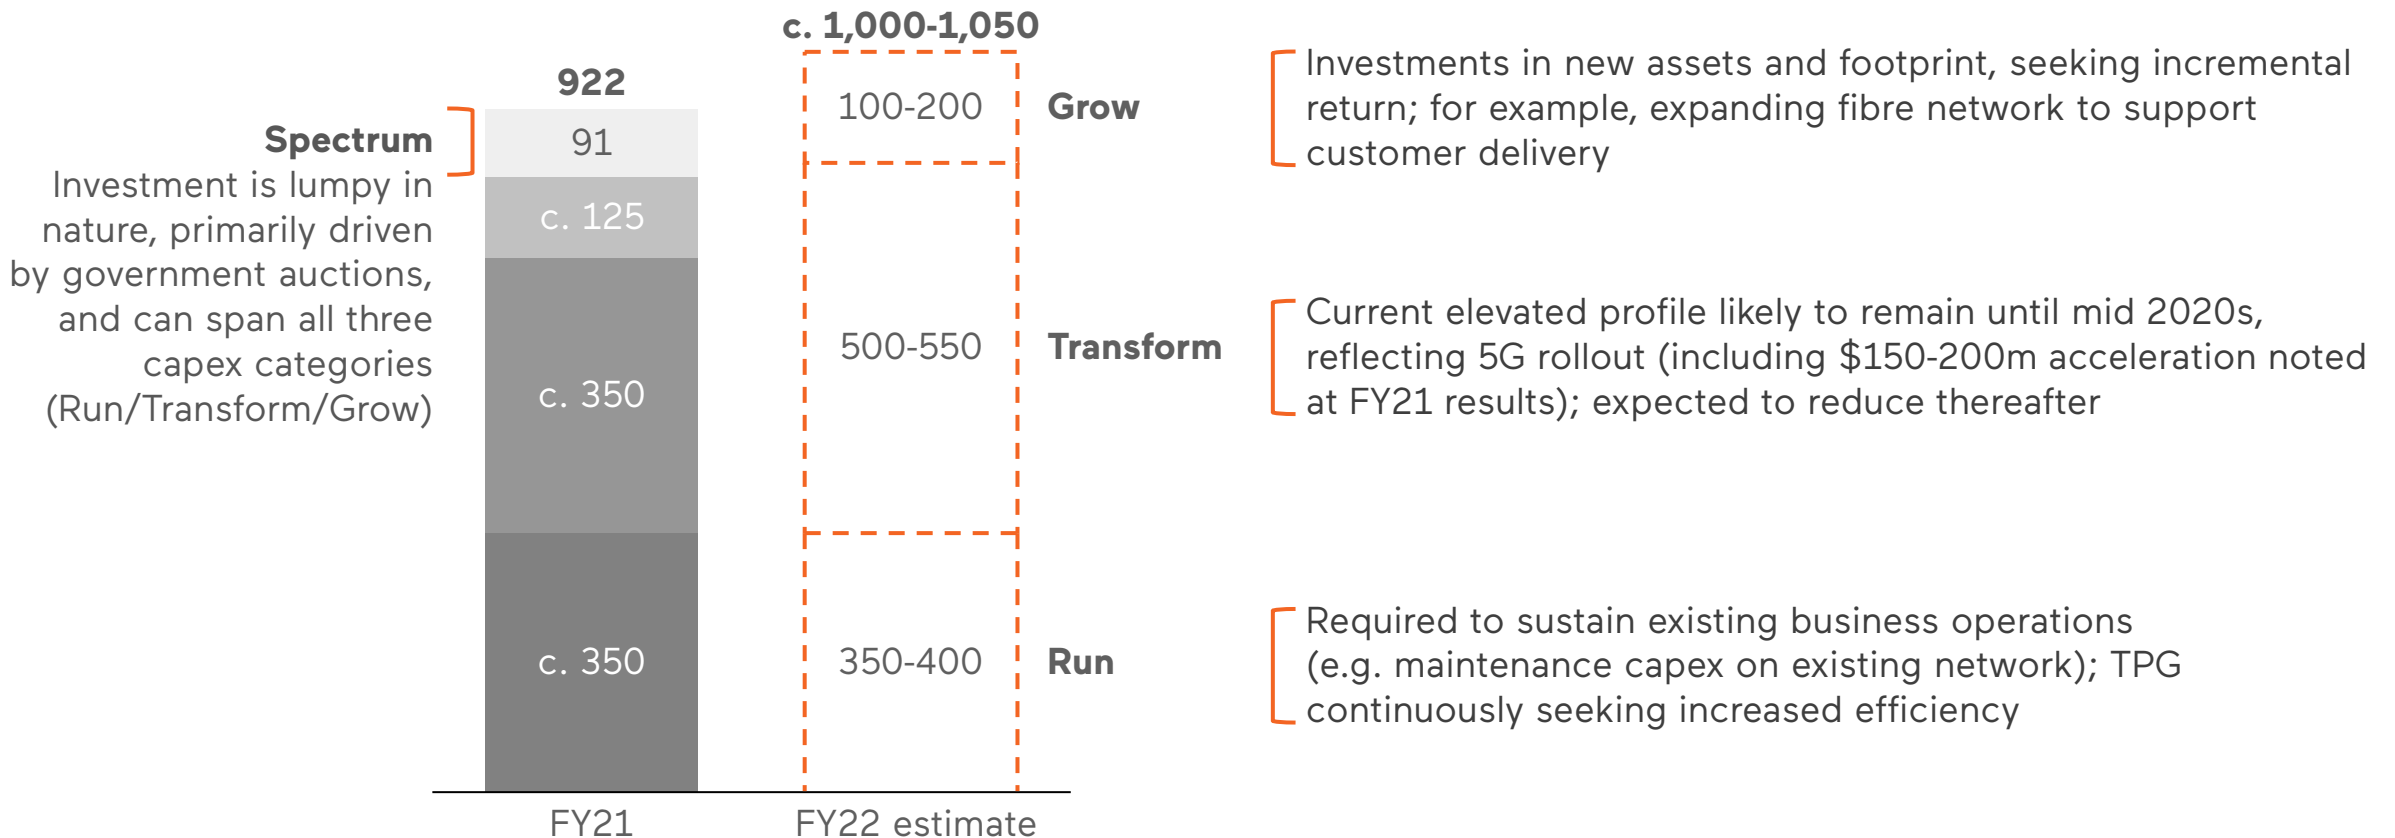 c. 1,000-1,050
922
Spectrum
Investment is lumpy in
nature, primarily driven
by government auctions,
and can span all three
capex categories
(Run/Transform/Grow)
91
c. 125
c. 350
c. 350
FY21
100-200
500-550
350-400
FY22 estimate
Grow
Investments in new assets and footprint, seeking incremental
return; for example, expanding fibre network to support
customer delivery
Transform
Current elevated profile likely to remain until mid 2020s,
reflecting 5G rollout (including $150-200m acceleration noted
at FY21 results); expected to reduce thereafter
Run
Required to sustain existing business operations
(e.g. maintenance capex on existing network); TPG
continuously seeking increased efficiency